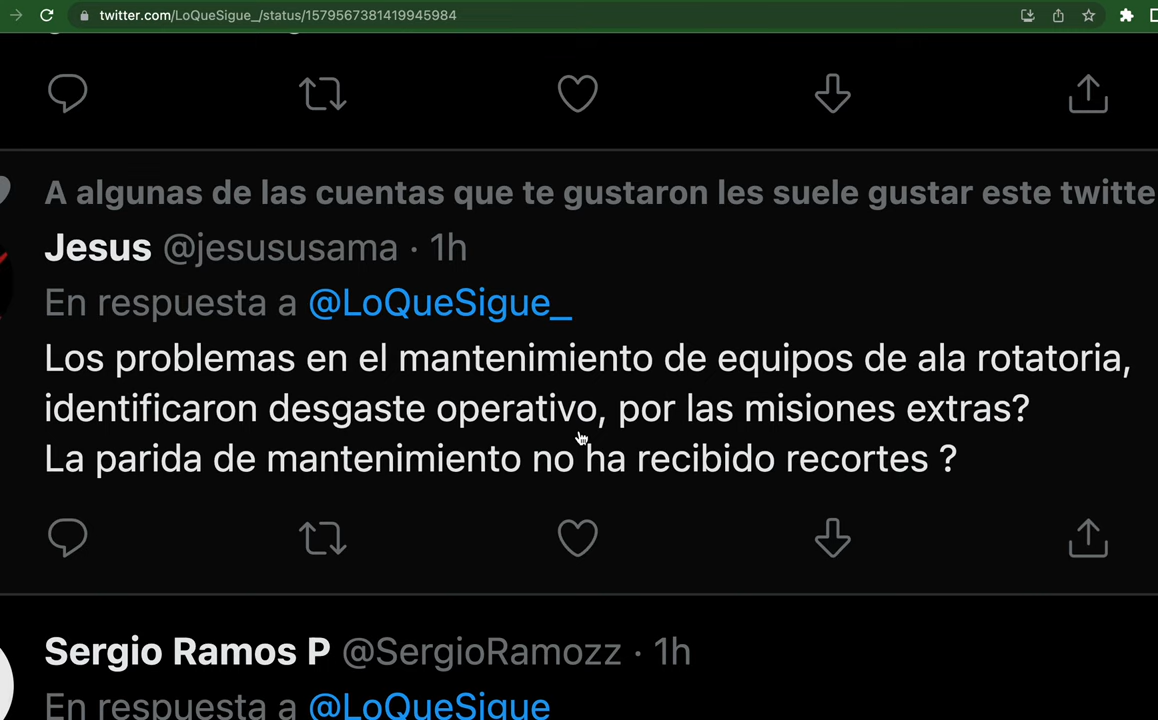 twitter.com/LoQueSigue_/status/1579567381419945984
A algunas de las cuentas que te gustaron les suele gustar este twitte
Jesus @jesususama · 1h
En respuesta a @LoQueSigue_
Los problemas en el mantenimiento de equipos de ala rotatoria,
identificaron desgaste operativo, por las misiones extras?
La parida de mantenimiento no ha recibido recortes ?
Sergio Ramos P @SergioRamozz · 1h
En respuesta a @LoQueSigue